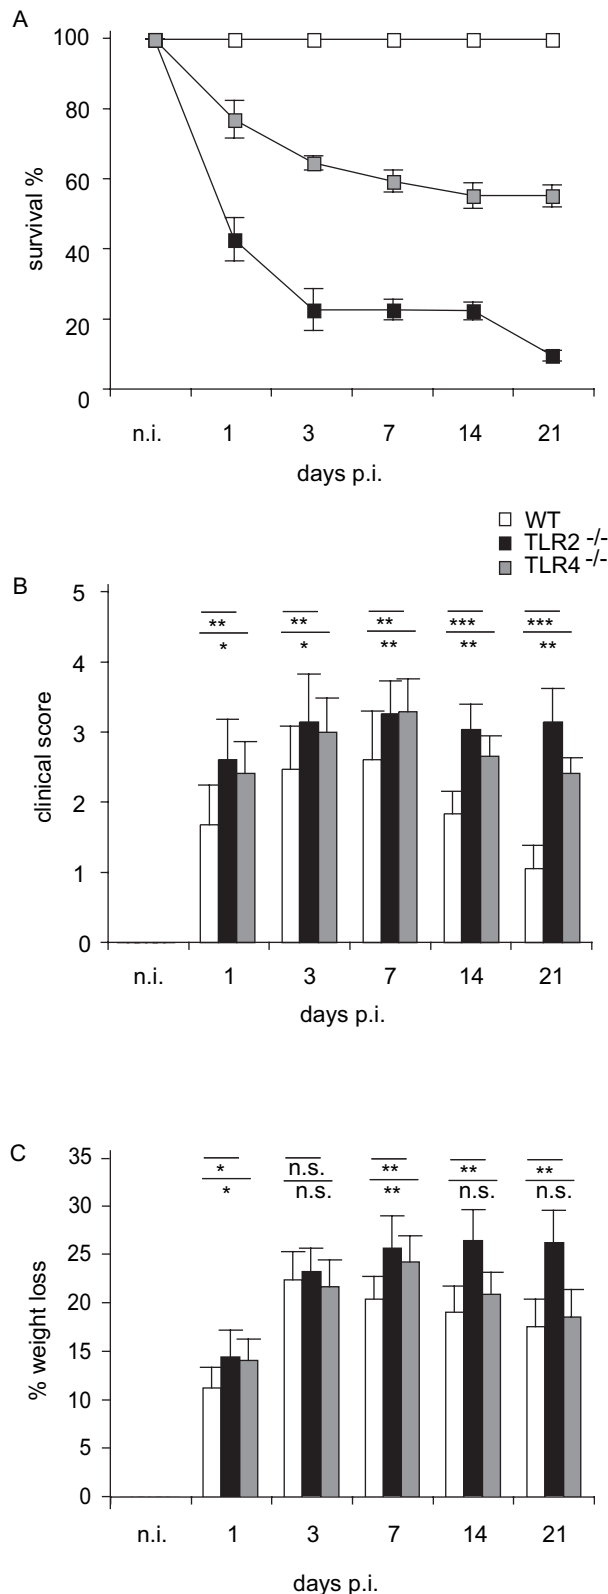 A
100
80
60
40
20
0
survival %
n.i. 1 3 7 14 21
days p.i.
WT
TLR2 -/-
TLR4 -/-
B
5
4
3
2
1
0
clinical score
** ** ** *** ***
* * ** ** **
n.i. 1 3 7 14 21
days p.i.
C
35
30
25
20
15
10
5
0
% weight loss
* n.s. ** ** **
* n.s. ** n.s. n.s.
n.i. 1 3 7 14 21
days p.i.